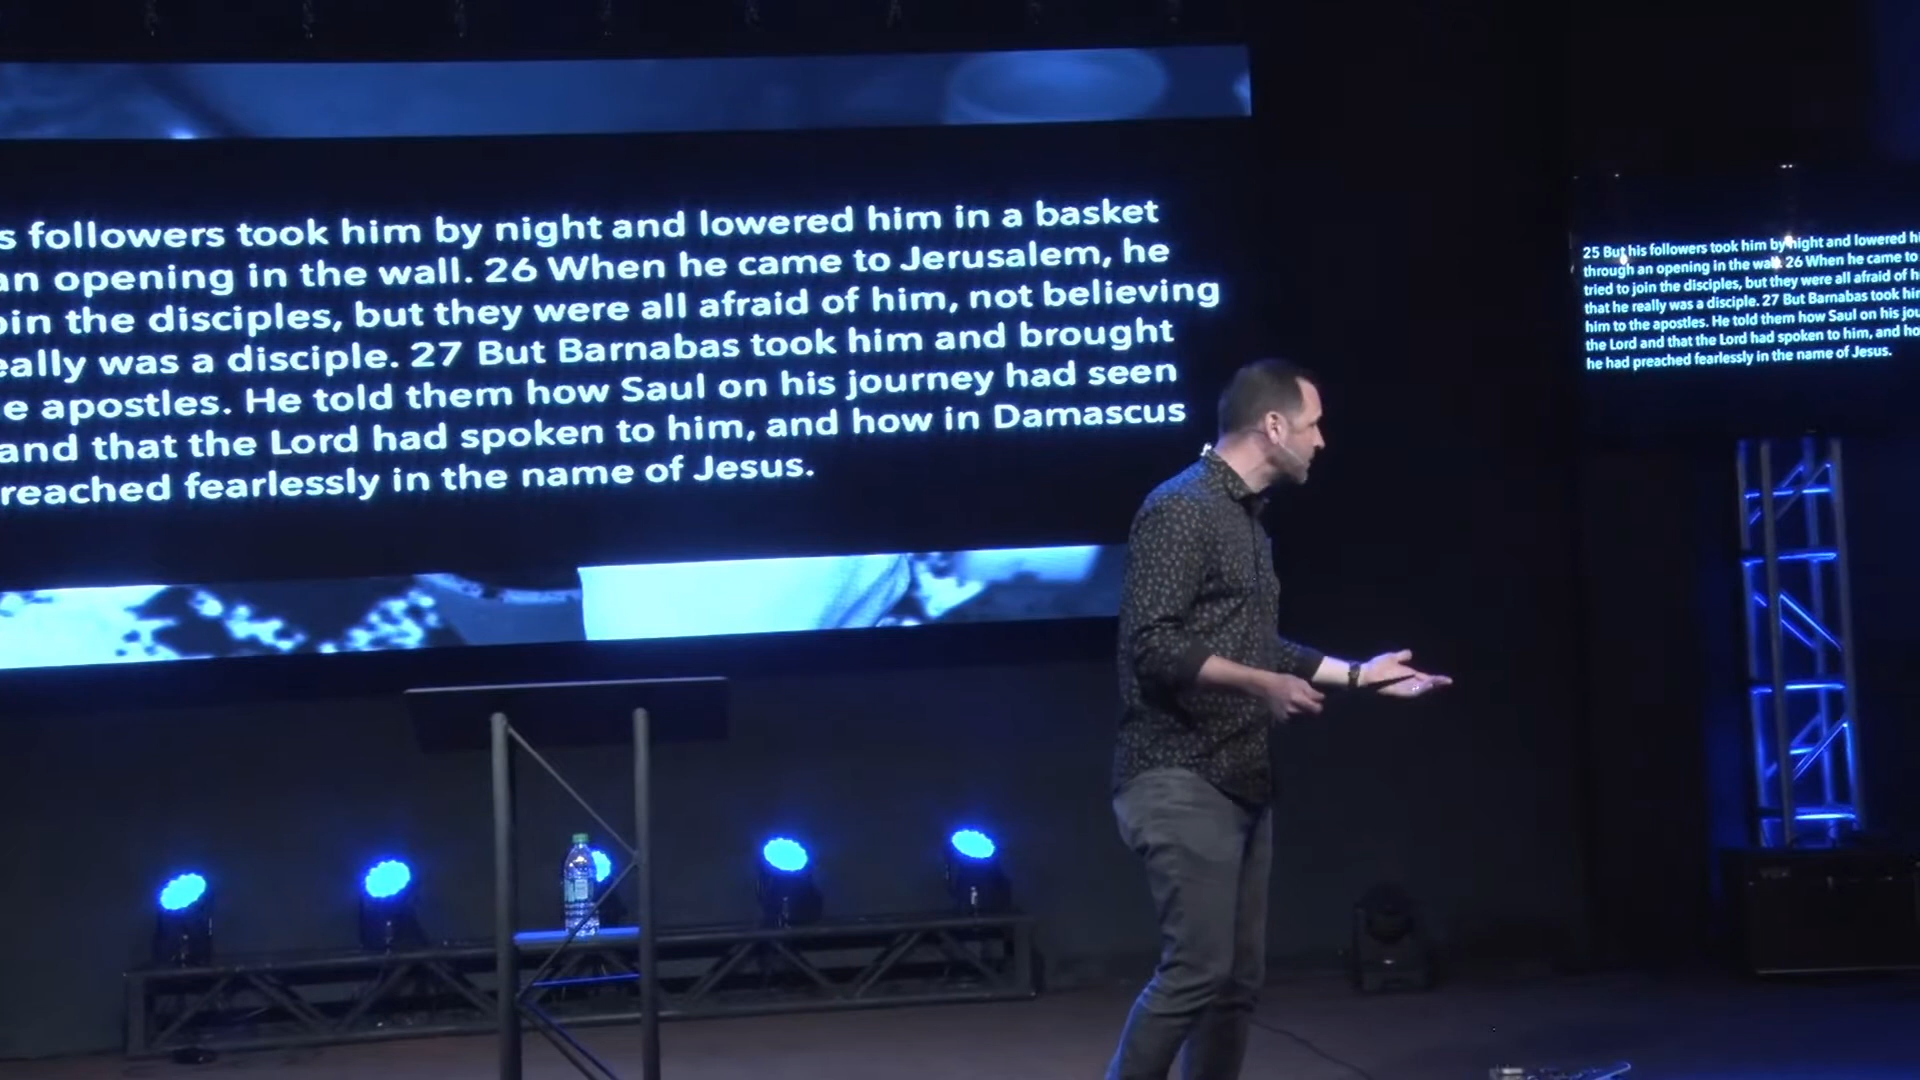 s followers took him by night and lowered him in a basket
an opening in the wall. 26 When he came to Jerusalem, he
oin the disciples, but they were all afraid of him, not believing
eally was a disciple. 27 But Barnabas took him and brought
e apostles. He told them how Saul on his journey had seen
and that the Lord had spoken to him, and how in Damascus
reached fearlessly in the name of Jesus.
25 But his followers took him by night and lowered hi
through an opening in the wall. 26 When he came to
tried to join the disciples, but they were all afraid of h
that he really was a disciple. 27 But Barnabas took him
him to the apostles. He told them how Saul on his jou
the Lord and that the Lord had spoken to him, and ho
he had preached fearlessly in the name of Jesus.